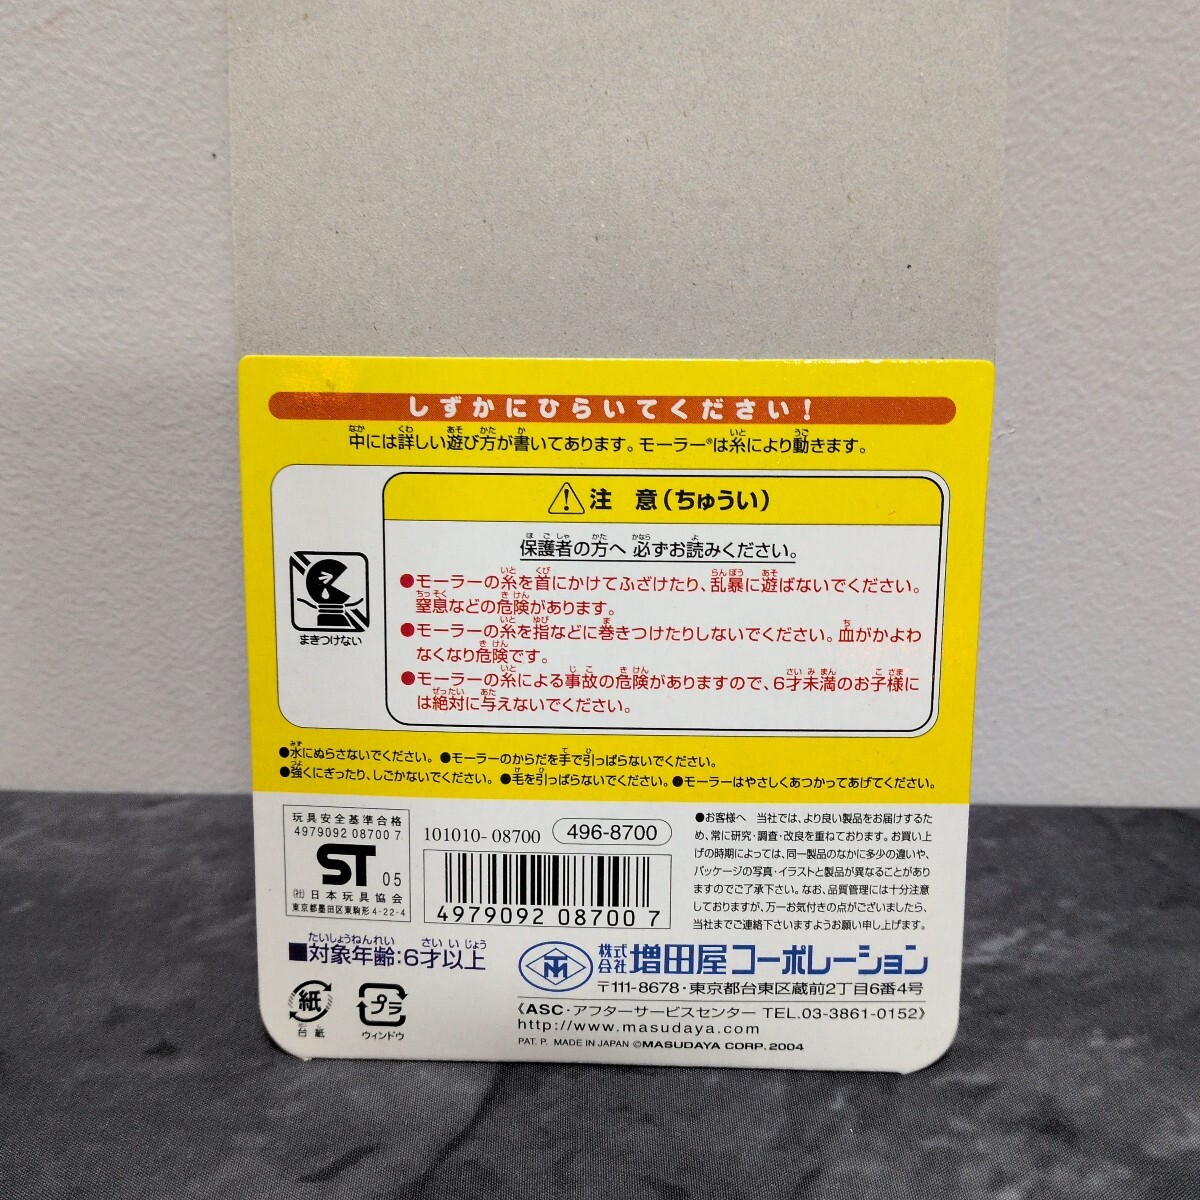 しずかにひらいてください!
中には詳しい遊び方が書いてあります。モーラー®は糸により動きます。
⚠注 意(ちゅうい)
保護者の方へ 必ずお読みください。
●モーラーの糸を首にかけてふざけたり、乱暴に遊ばないでください。
窒息などの危険があります。
●モーラーの糸を指などに巻きつけたりしないでください。血がかよわ
なくなり危険です。
●モーラーの糸による事故の危険がありますので、6才未満のお子様に
は絶対に与えないでください。
まきつけない
●水にぬらさないでください。●モーラーのからだを手で引っぱらないでください。
●強くにぎったり、しごかないでください。●毛を引っぱらないでください。●モーラーはやさしくあつかってあげてください。
玩具安全基準合格
4979092 08700 7
ST 05
(社)日本玩具協会
東京都墨田区東駒形4-22-4
101010-08700 496-8700
4979092 087007
●お客様へ 当社では、より良い製品をお届けするた
め、常に研究・調査・改良を重ねております。お買い上
げの時期によっては、同一製品のなかに多少の違いや、
パッケージの写真・イラストと製品が異なることがあり
ますのでご了承下さい。なお、品質管理には十分注意
しておりますが、万一お気付きの点がございましたら、
当社までご連絡下さいますようお願い申し上げます。
■対象年齢:6才以上
紙
台紙
プラ
ウィンドウ
TM 株式会社 増田屋コーポレーション
〒111-8678・東京都台東区蔵前2丁目6番4号
《ASC・アフターサービスセンター TEL.03-3861-0152》
http://www.masudaya.com
PAT. P. MADE IN JAPAN ©MASUDAYA CORP. 2004